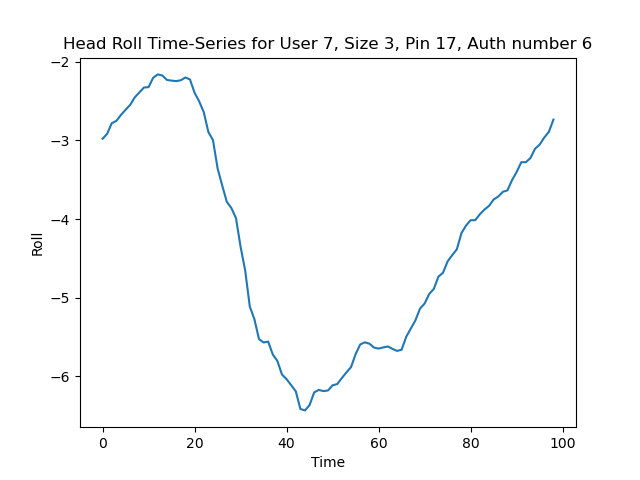 Head Roll Time-Series for User 7, Size 3, Pin 17, Auth number 6
−2
−3
−4
−5
−6
Roll
0 20 40 60 80 100
Time